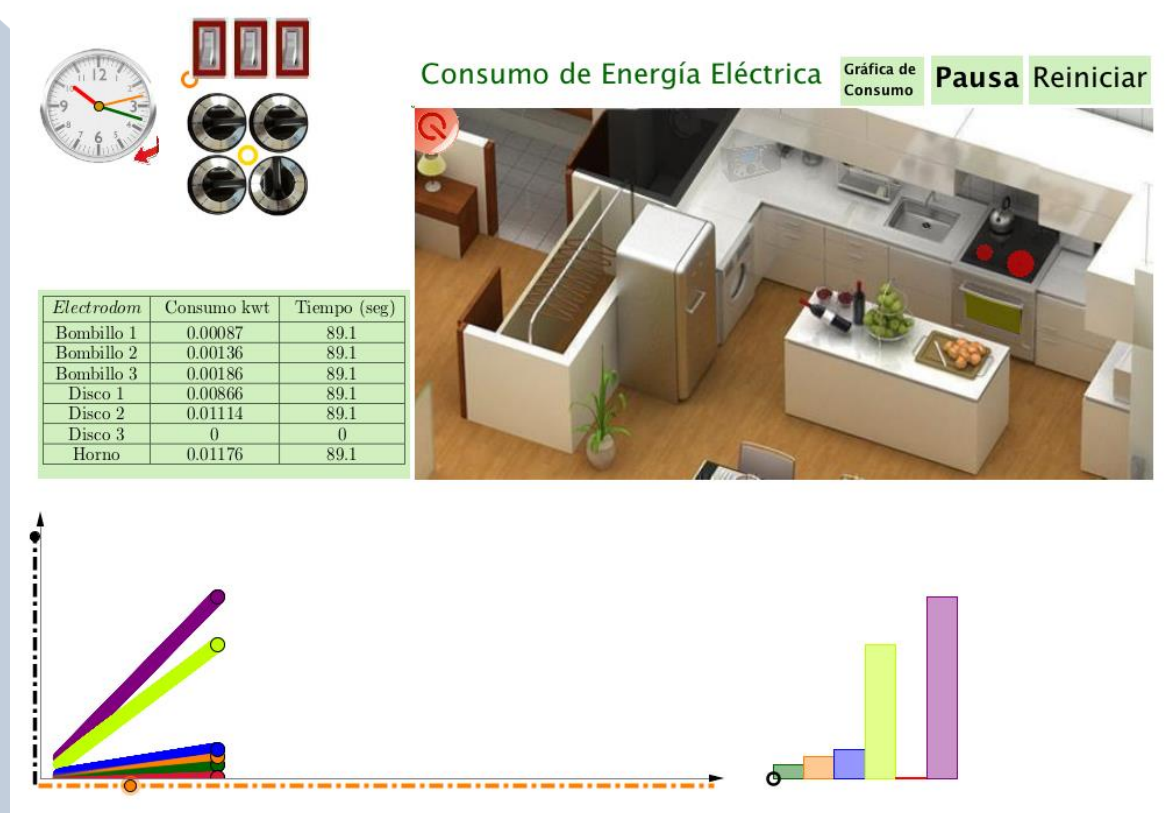 Consumo de Energía Eléctrica
Gráfica de
Consumo
Pausa
Reiniciar
Electrodom Consumo kwt Tiempo (seg)
Bombillo 1 0.00087 89.1
Bombillo 2 0.00136 89.1
Bombillo 3 0.00186 89.1
Disco 1 0.00866 89.1
Disco 2 0.01114 89.1
Disco 3 0 0
Horno 0.01176 89.1